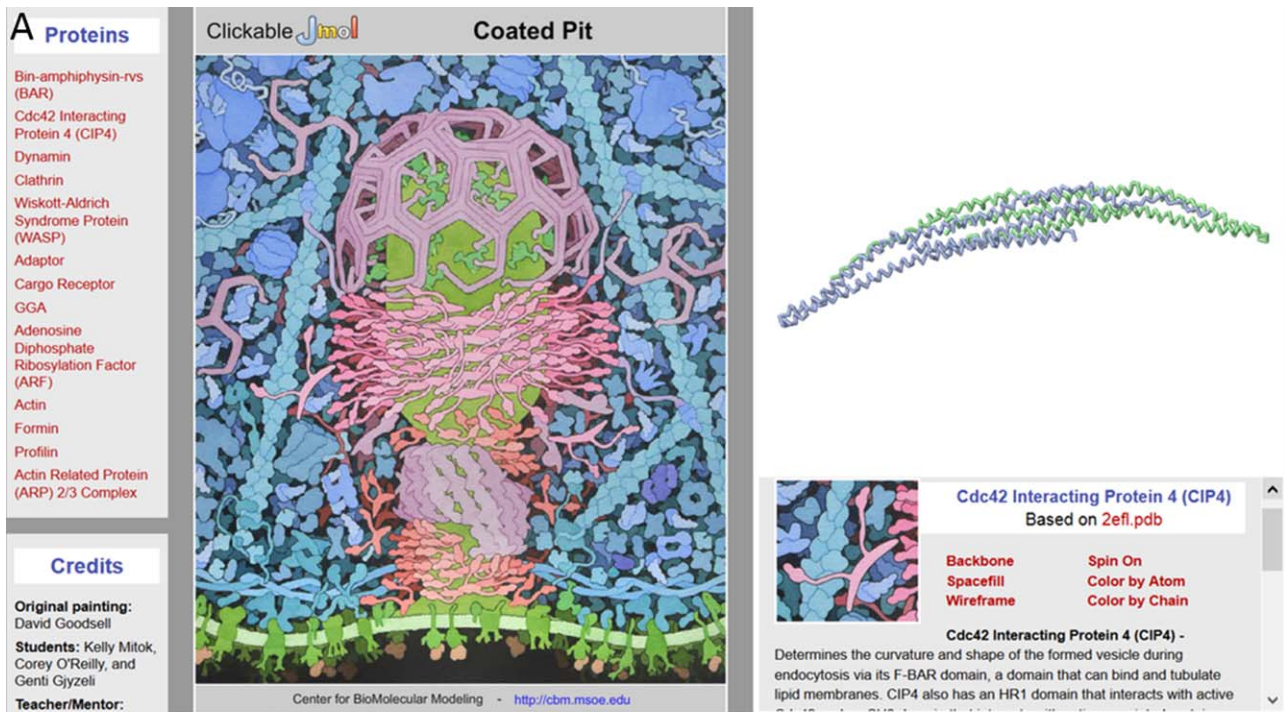 A
Proteins
Bin-amphiphysin-rvs
(BAR)
Cdc42 Interacting
Protein 4 (CIP4)
Dynamin
Clathrin
Wiskott-Aldrich
Syndrome Protein
(WASP)
Adaptor
Cargo Receptor
GGA
Adenosine
Diphosphate
Ribosylation Factor
(ARF)
Actin
Formin
Profilin
Actin Related Protein
(ARP) 2/3 Complex
Credits
Original painting:
David Goodsell
Students: Kelly Mitok,
Corey O'Reilly, and
Genti Gjyzeli
Teacher/Mentor:
Clickable Jmol Coated Pit
Center for BioMolecular Modeling - http://cbm.msoe.edu
Cdc42 Interacting Protein 4 (CIP4)
Based on 2efl.pdb
Backbone Spin On
Spacefill Color by Atom
Wireframe Color by Chain
Cdc42 Interacting Protein 4 (CIP4) -
Determines the curvature and shape of the formed vesicle during
endocytosis via its F-BAR domain, a domain that can bind and tubulate
lipid membranes. CIP4 also has an HR1 domain that interacts with active